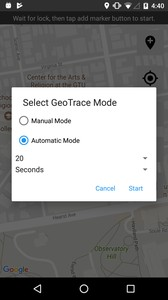 4:40
Wait for lock, then tap add marker button to start.
Center for the Arts &
Religion at the GTU
Select GeoTrace Mode
Manual Mode
Automatic Mode
20
Seconds
Cancel
Start
Observatory
Hill
Google